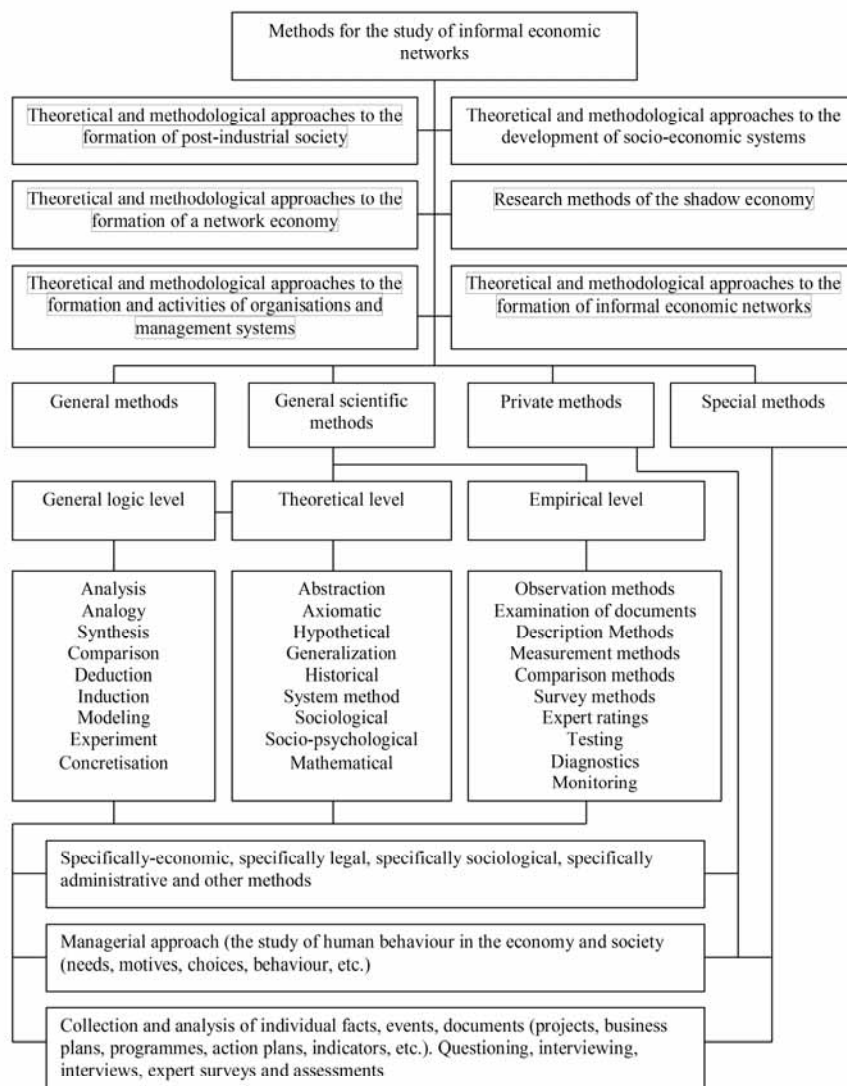 Methods for the study of informal economic
networks
Theoretical and methodological approaches to the
formation of post-industrial society
Theoretical and methodological approaches to the
development of socio-economic systems
Theoretical and methodological approaches to the
formation of a network economy
Research methods of the shadow economy
Theoretical and methodological approaches to the
formation and activities of organisations and
management systems
Theoretical and methodological approaches to the
formation of informal economic networks
General methods
General scientific
methods
Private methods
Special methods
General logic level
Theoretical level
Empirical level
Analysis
Analogy
Synthesis
Comparison
Deduction
Induction
Modeling
Experiment
Concretisation
Abstraction
Axiomatic
Hypothetical
Generalization
Historical
System method
Sociological
Socio-psychological
Mathematical
Observation methods
Examination of documents
Description Methods
Measurement methods
Comparison methods
Survey methods
Expert ratings
Testing
Diagnostics
Monitoring
Specifically-economic, specifically legal, specifically sociological, specifically
administrative and other methods
Managerial approach (the study of human behaviour in the economy and society
(needs, motives, choices, behaviour, etc.)
Collection and analysis of individual facts, events, documents (projects, business
plans, programmes, action plans, indicators, etc.). Questioning, interviewing,
interviews, expert surveys and assessments